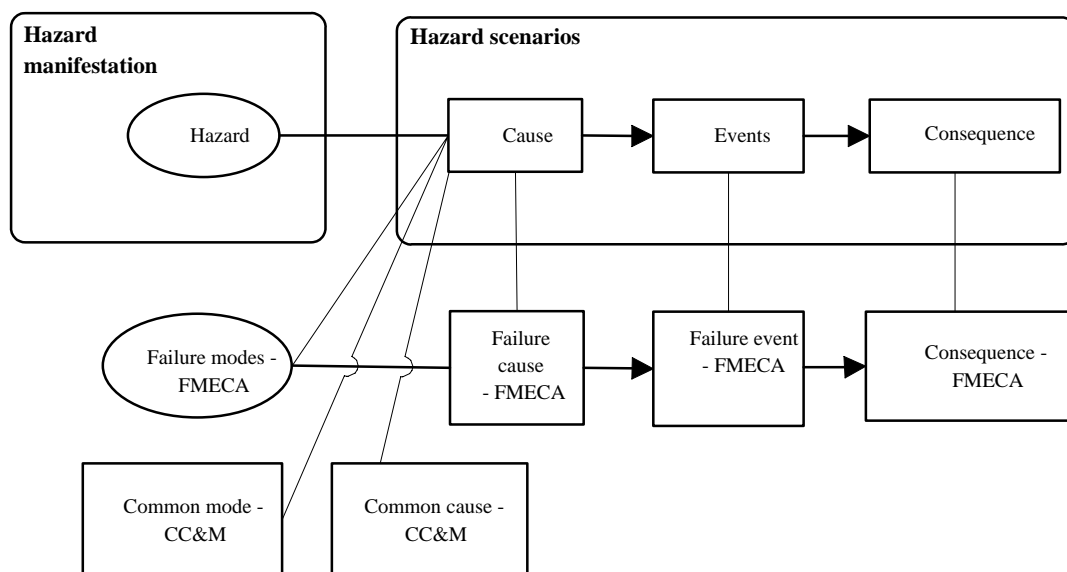 Hazard
manifestation
Hazard scenarios
Hazard
Cause
Events
Consequence
Failure modes -
FMECA
Failure
cause
- FMECA
Failure event
- FMECA
Consequence -
FMECA
Common mode -
CC&M
Common cause -
CC&M